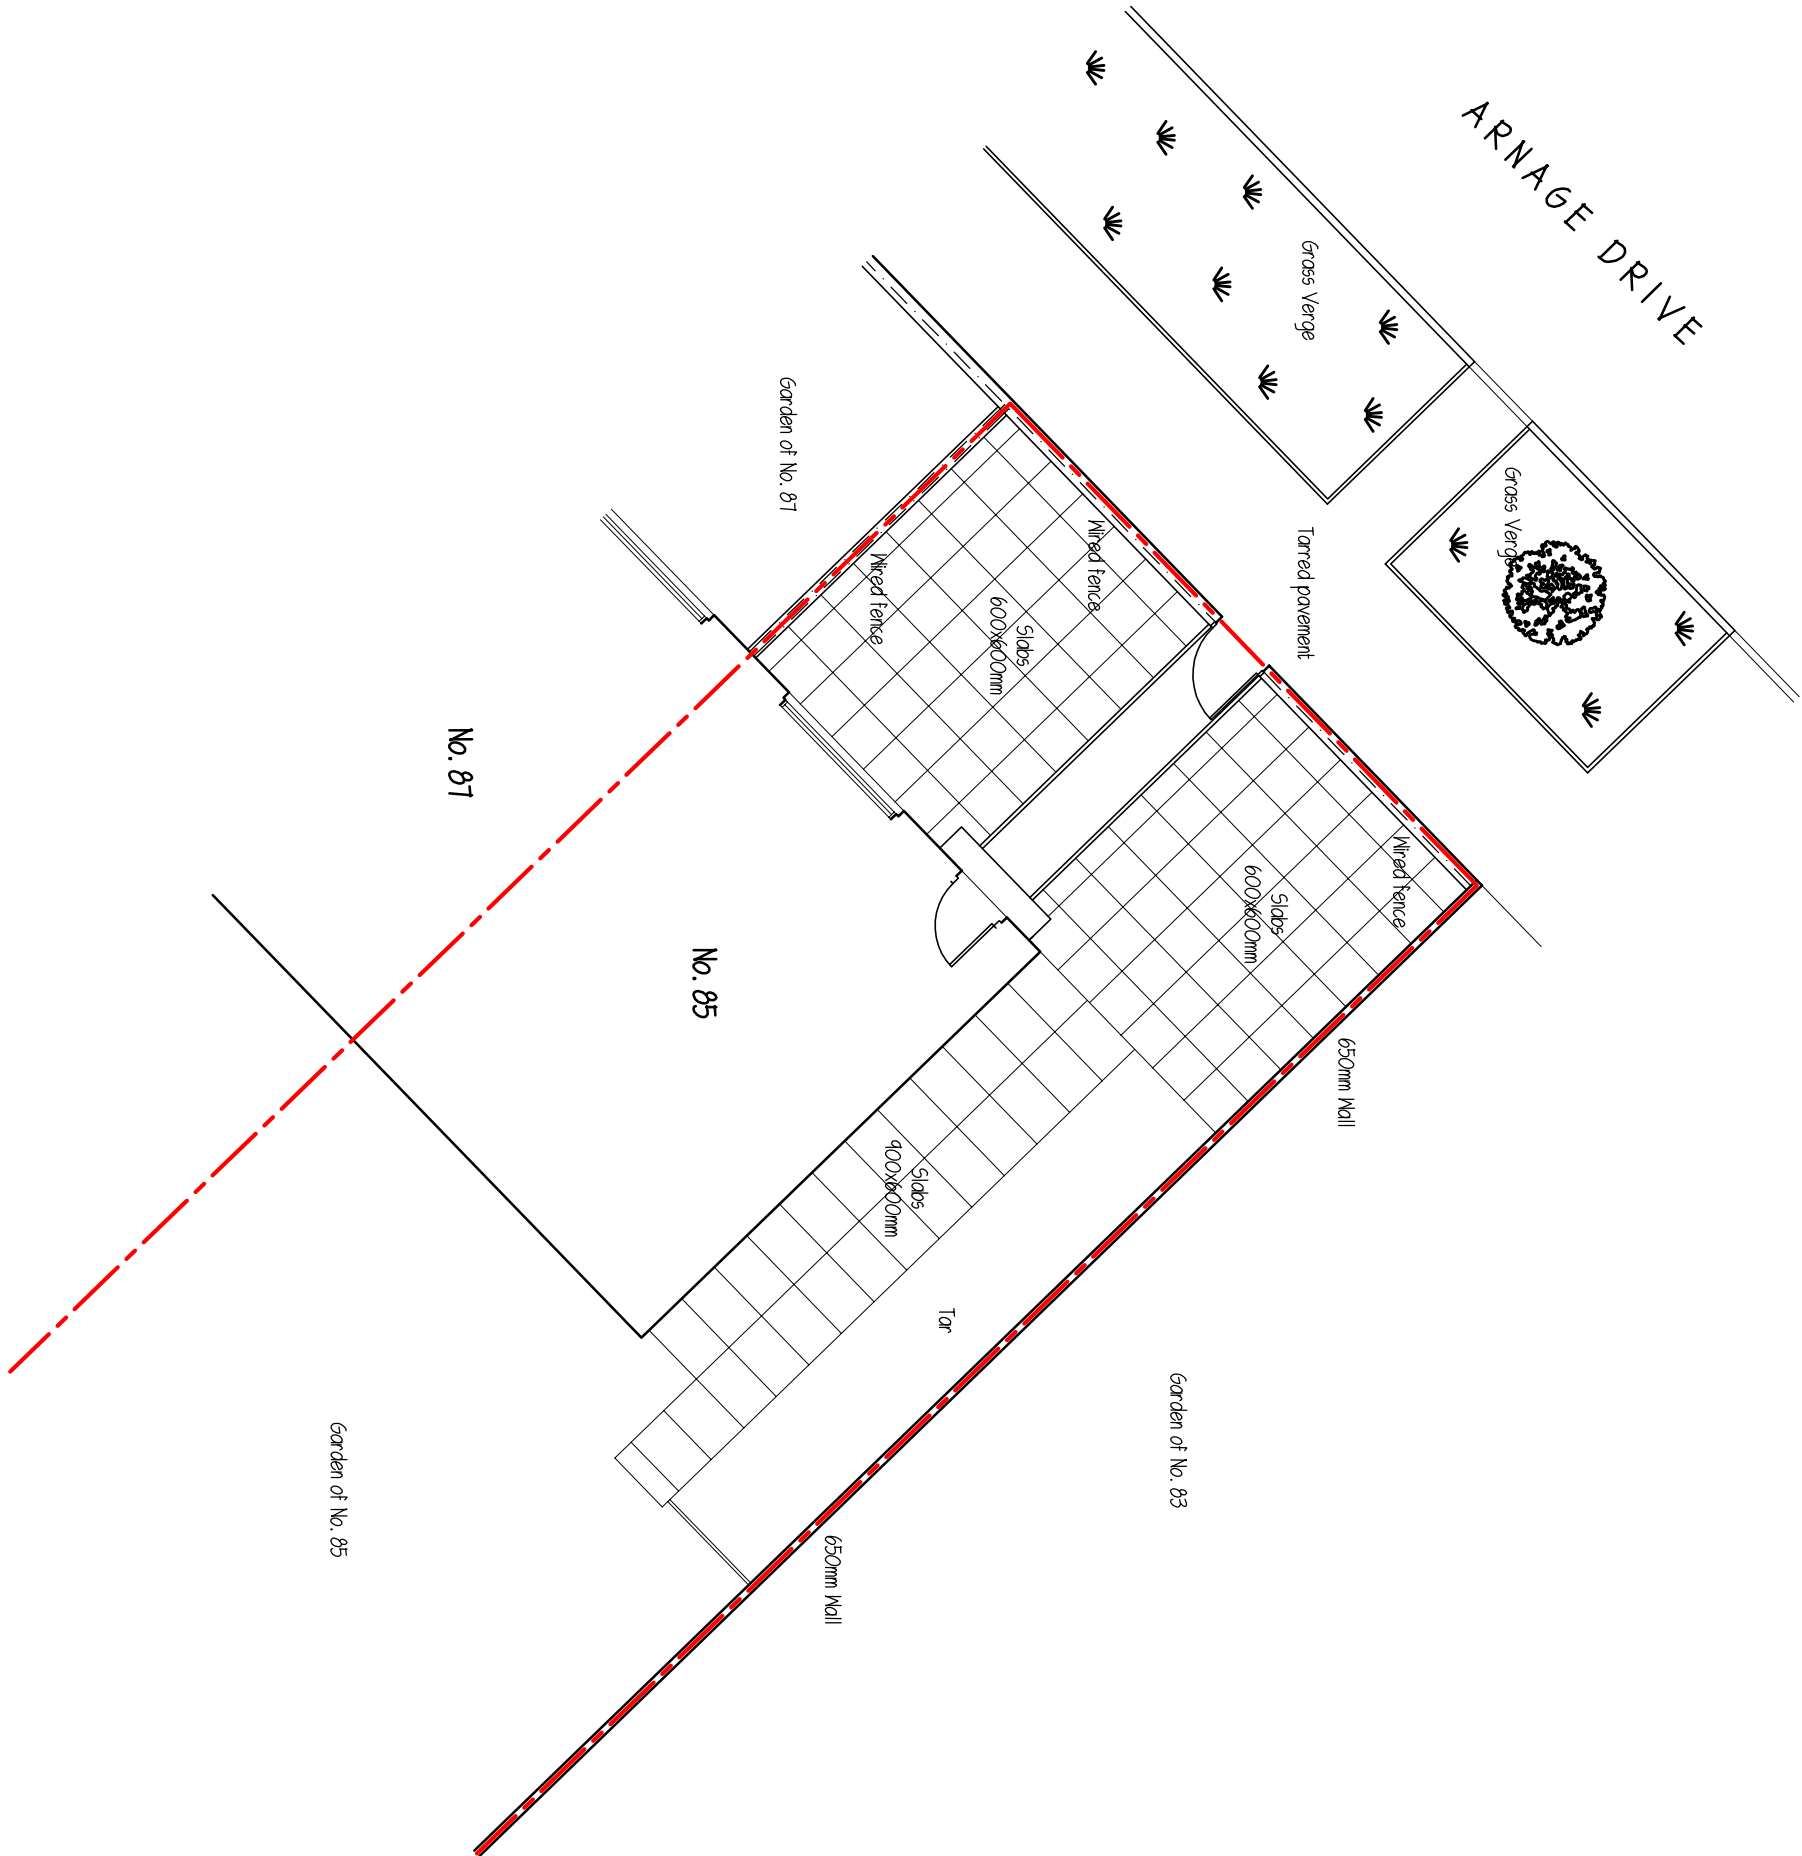 ARNAGE DRIVE
Grass Verge
Grass Verge
Tarred pavement
Garden of No. 87
Wired fence
Wired fence
Slabs
600x600mm
Wired fence
Slabs
600x600mm
650mm Wall
No. 87
No. 85
Slabs
900x600mm
Tar
Garden of No. 83
Garden of No. 85
650mm Wall